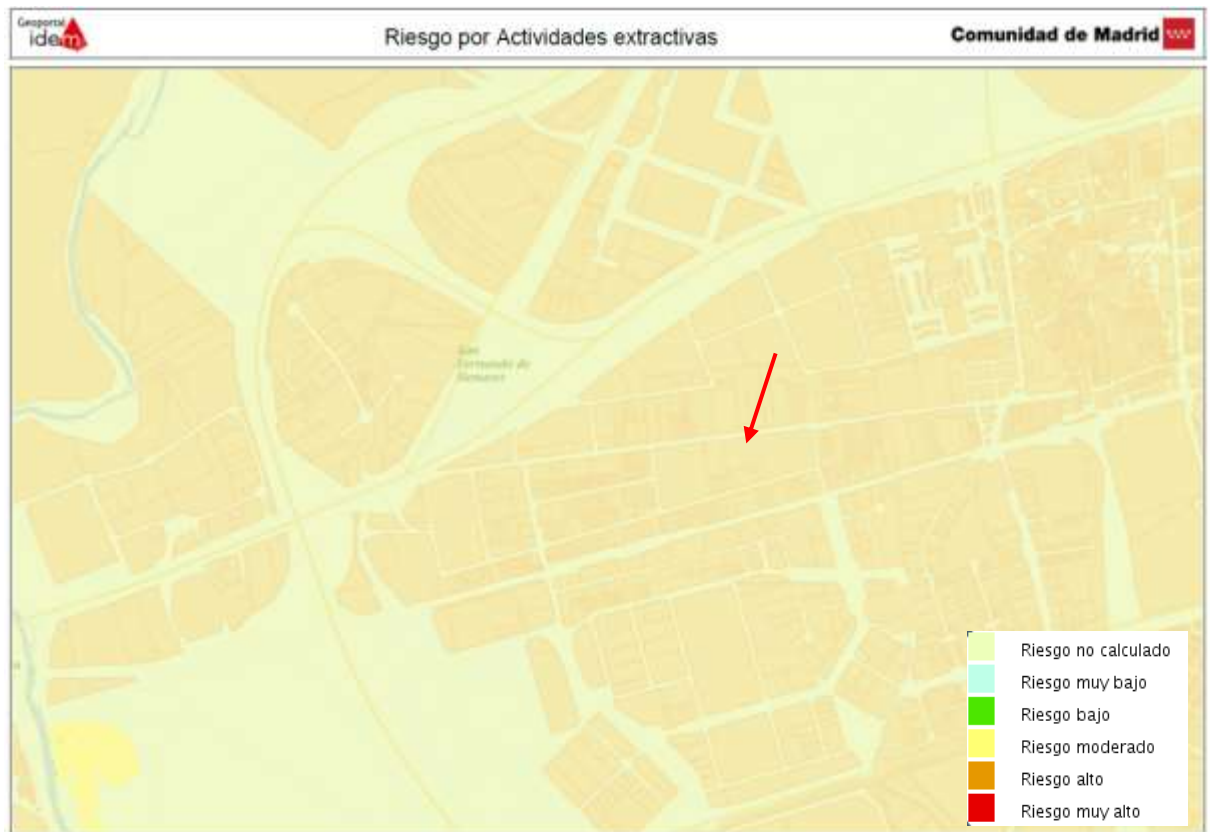 Geoportal
idem
Riesgo por Actividades extractivas
Comunidad de Madrid
San
Fernando de
Henares
Riesgo no calculado
Riesgo muy bajo
Riesgo bajo
Riesgo moderado
Riesgo alto
Riesgo muy alto